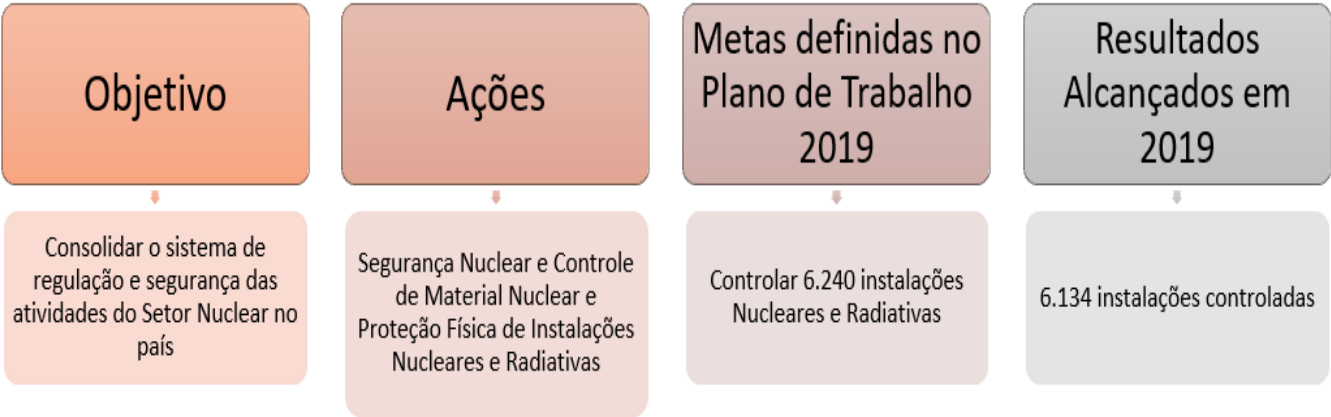 Objetivo
Consolidar o sistema de
regulação e segurança das
atividades do Setor Nuclear no
país
Ações
Segurança Nuclear e Controle
de Material Nuclear e
Proteção Física de Instalações
Nucleares e Radiativas
Metas definidas no
Plano de Trabalho
2019
Controlar 6.240 instalações
Nucleares e Radiativas
Resultados
Alcançados em
2019
6.134 instalações controladas